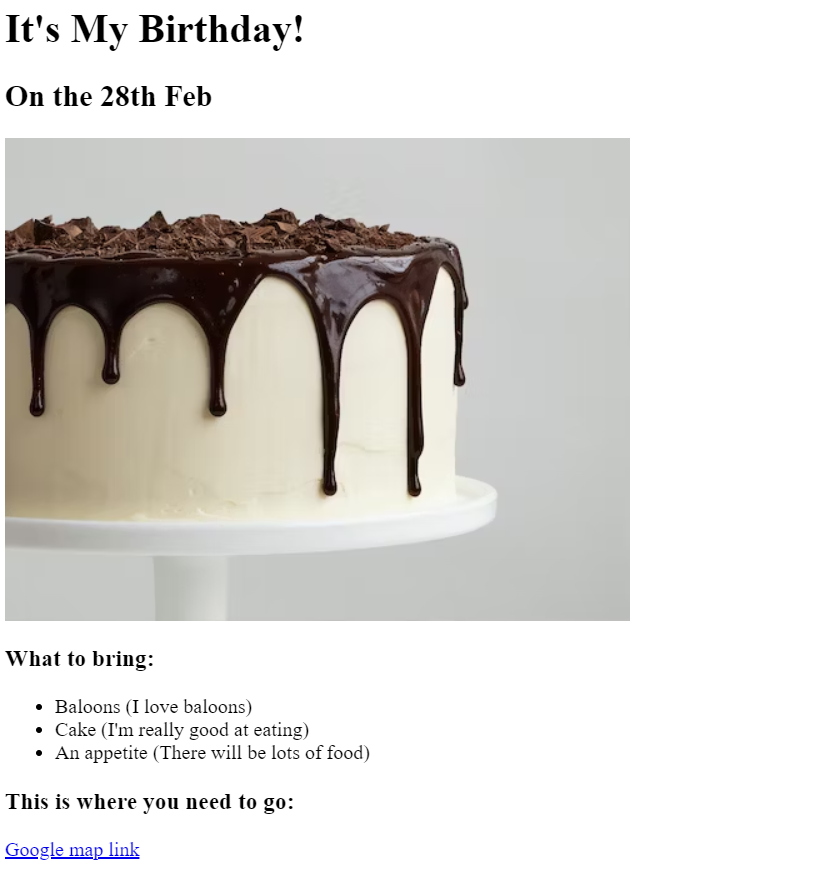 It's My Birthday!
On the 28th Feb
What to bring:
Baloons (I love baloons)
Cake (I'm really good at eating)
An appetite (There will be lots of food)
This is where you need to go:
Google map link